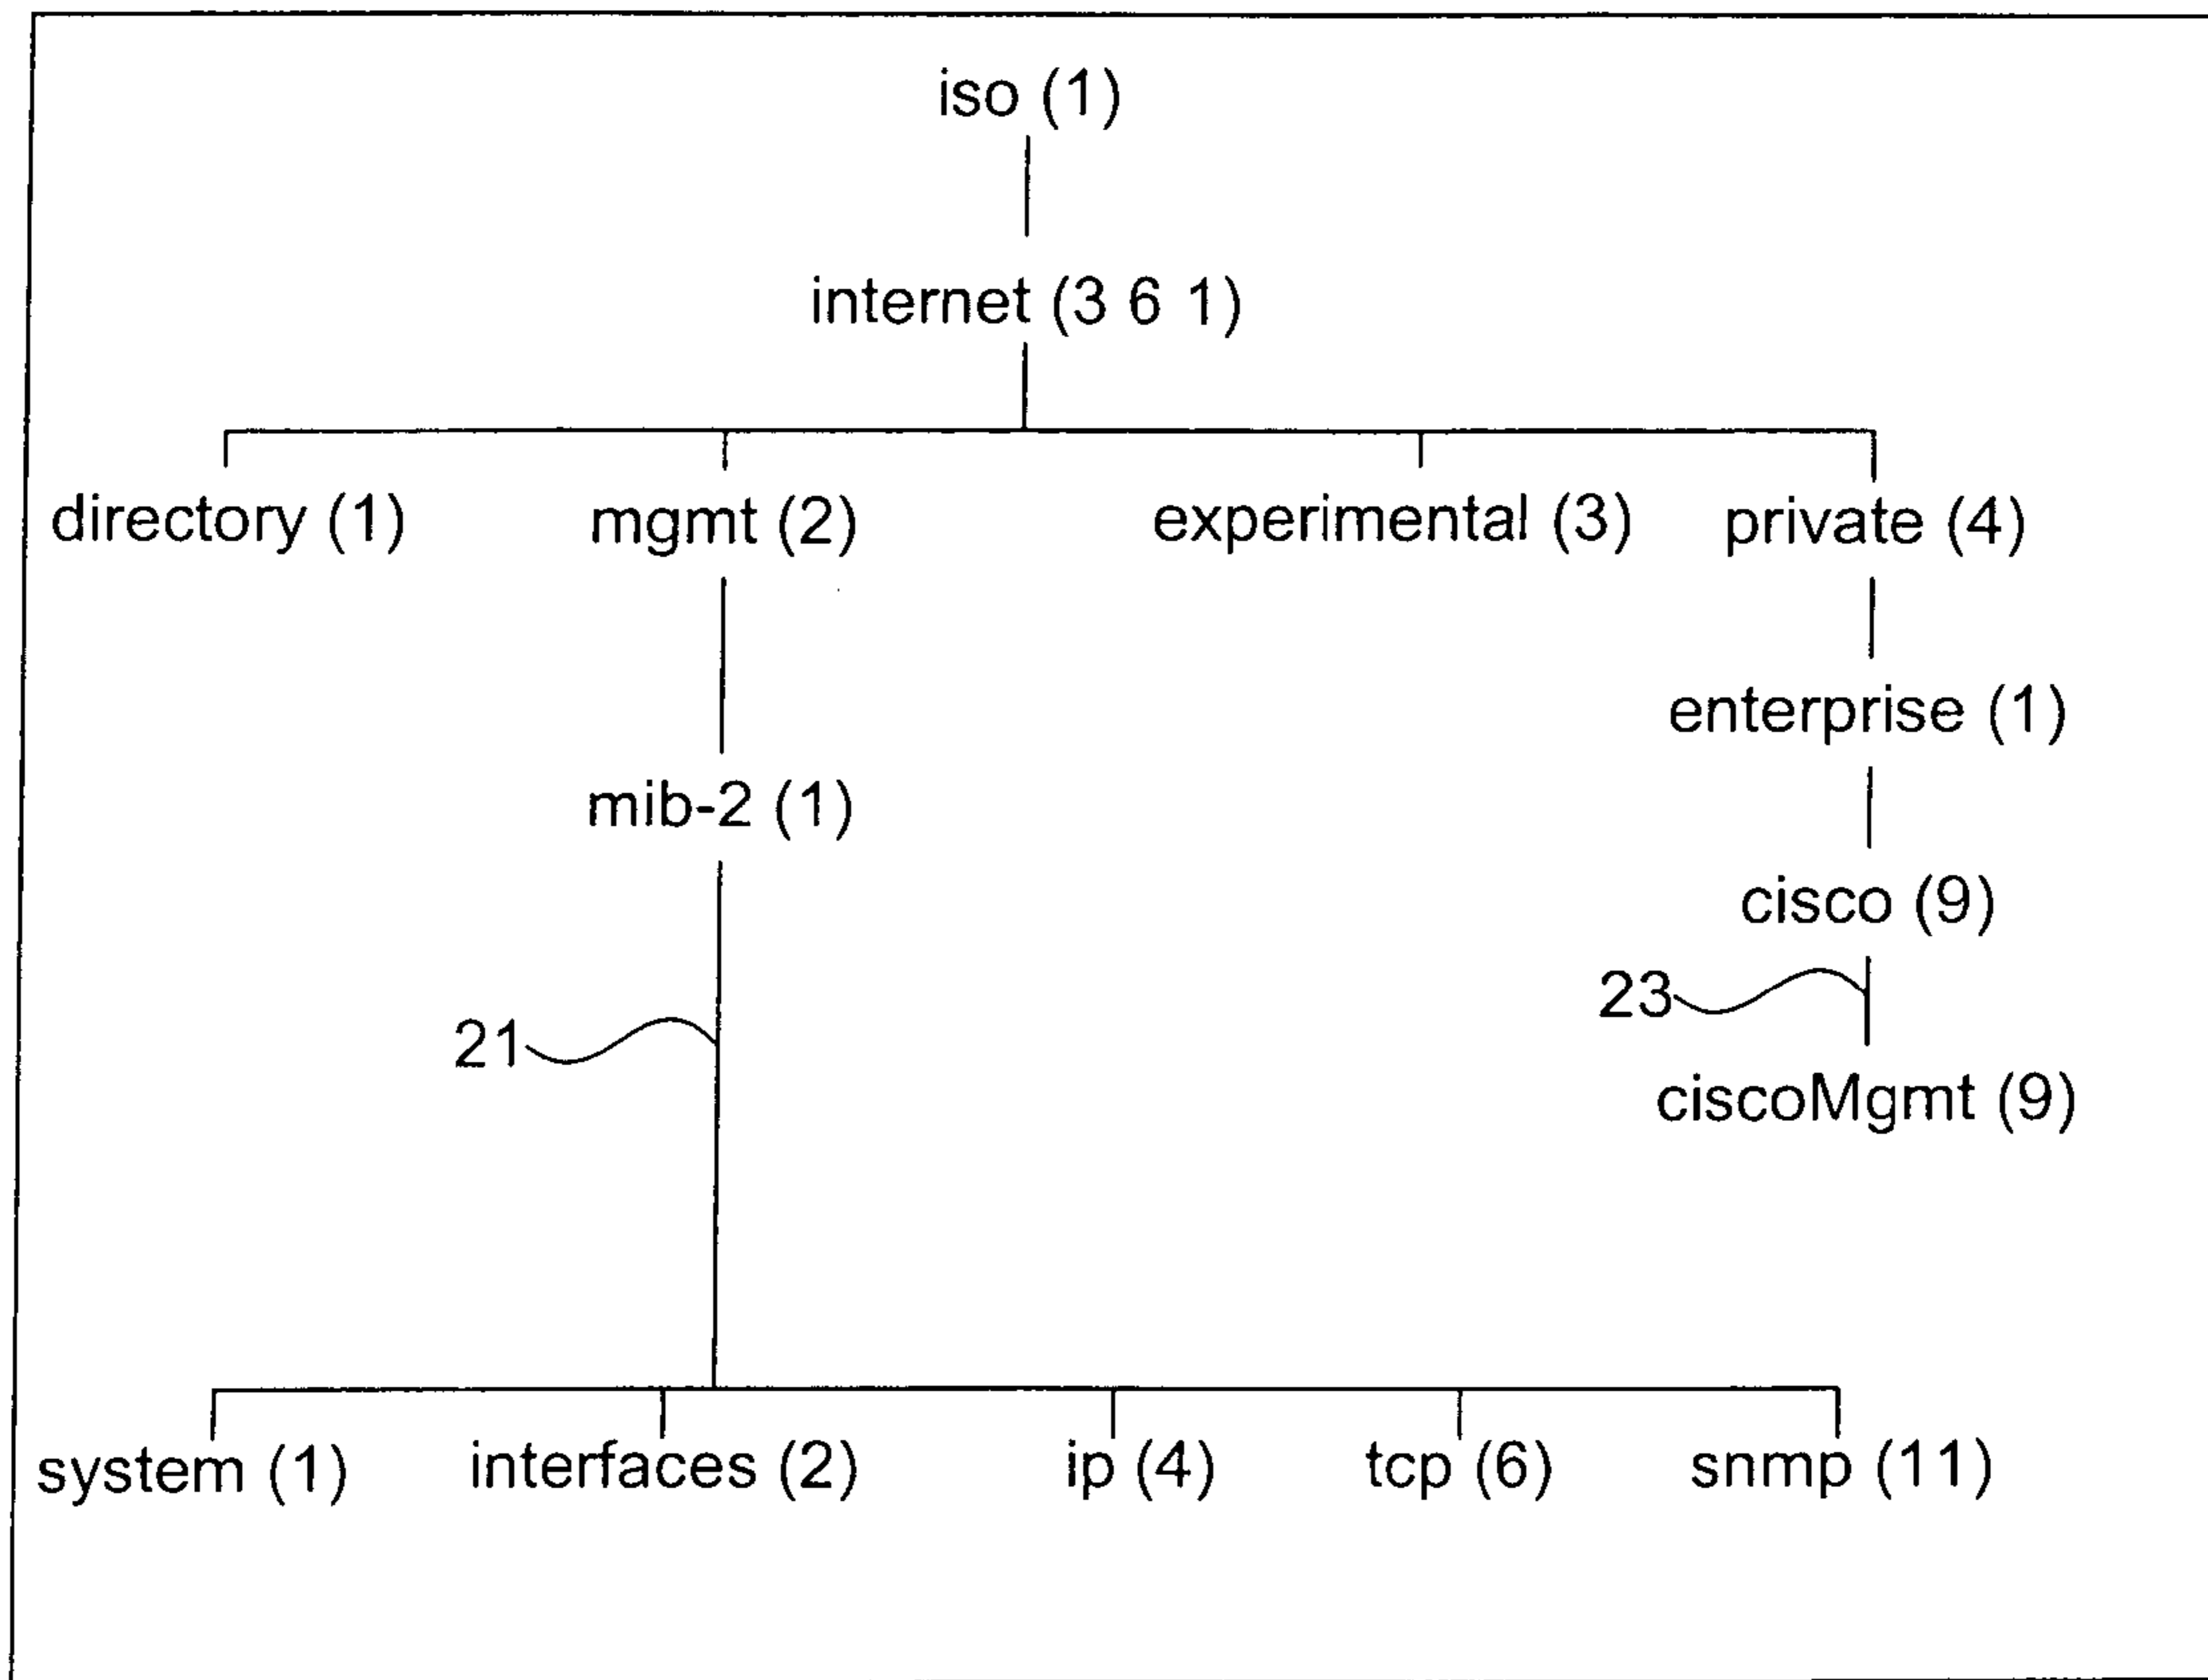 iso (1)
internet (3 6 1)
directory (1) mgmt (2) experimental (3) private (4)
enterprise (1)
mib-2 (1)
cisco (9)
23
21
ciscoMgmt (9)
system (1) interfaces (2) ip (4) tcp (6) snmp (11)